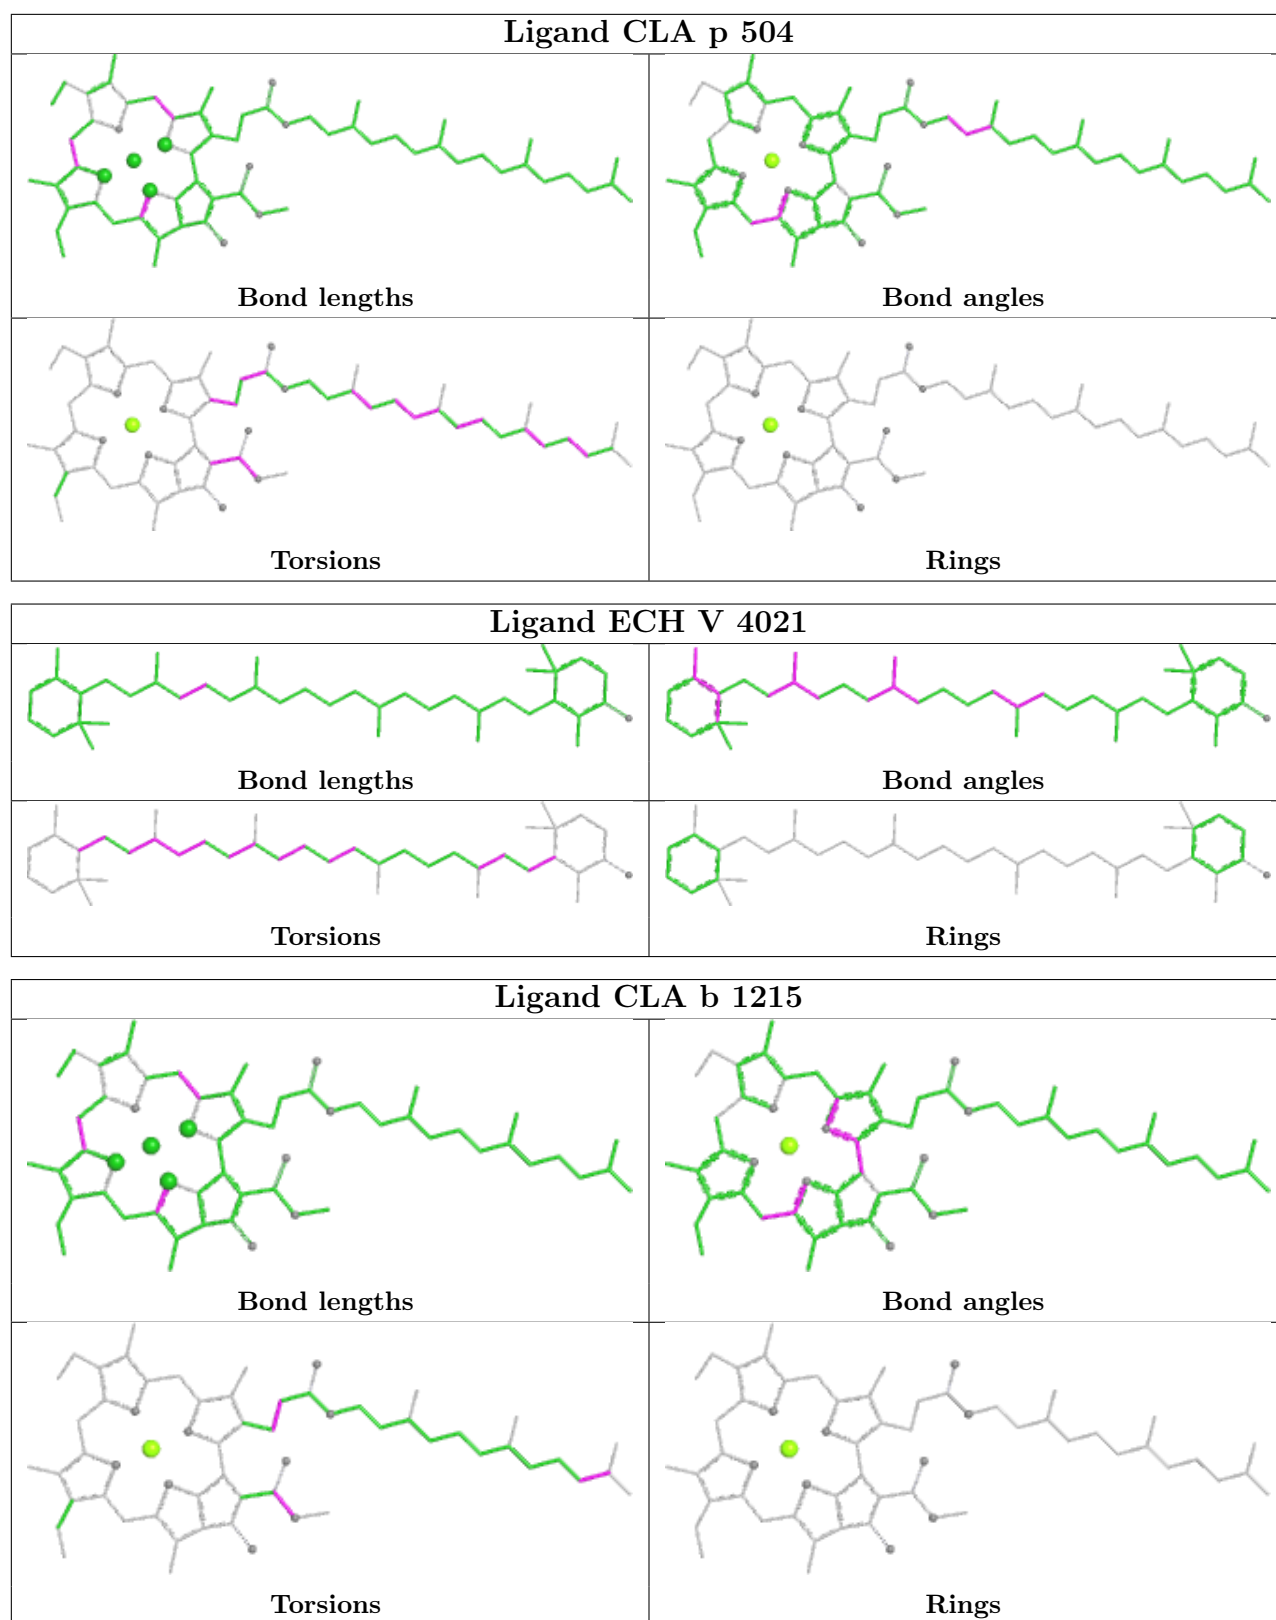 Ligand CLA p 504
Bond lengths
Bond angles
Torsions
Rings
Ligand ECH V 4021
Bond lengths
Bond angles
Torsions
Rings
Ligand CLA b 1215
Bond lengths
Bond angles
Torsions
Rings